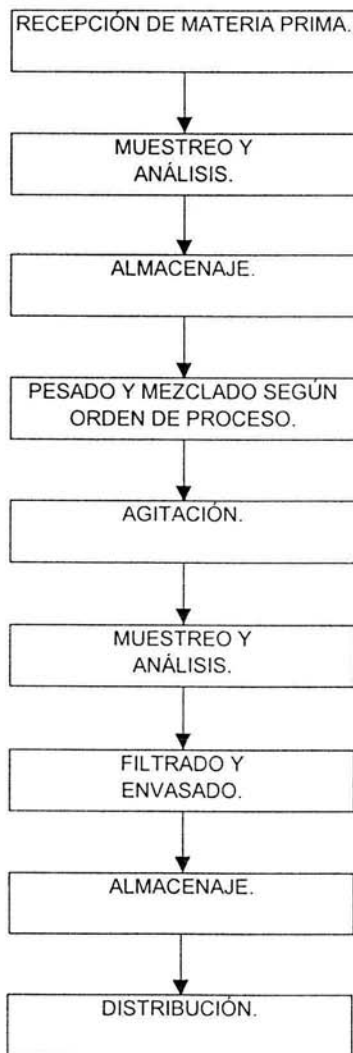 RECEPCIÓN DE MATERIA PRIMA.
MUESTREO Y
ANÁLISIS.
ALMACENAJE.
PESADO Y MEZCLADO SEGÚN
ORDEN DE PROCESO.
AGITACIÓN.
MUESTREO Y
ANÁLISIS.
FILTRADO Y
ENVASADO.
ALMACENAJE.
DISTRIBUCIÓN.